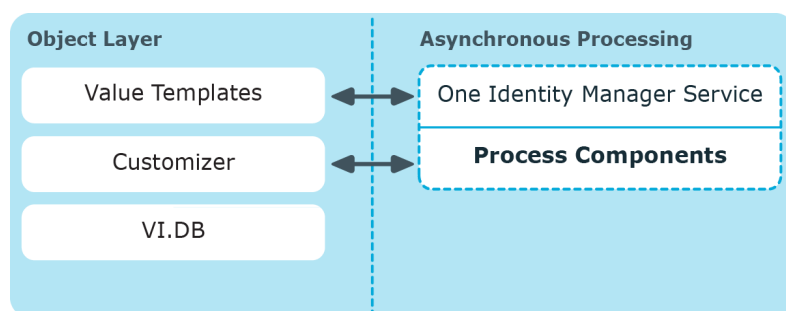 Object Layer
Asynchronous Processing
Value Templates
One Identity Manager Service
Customizer
Process Components
VI.DB